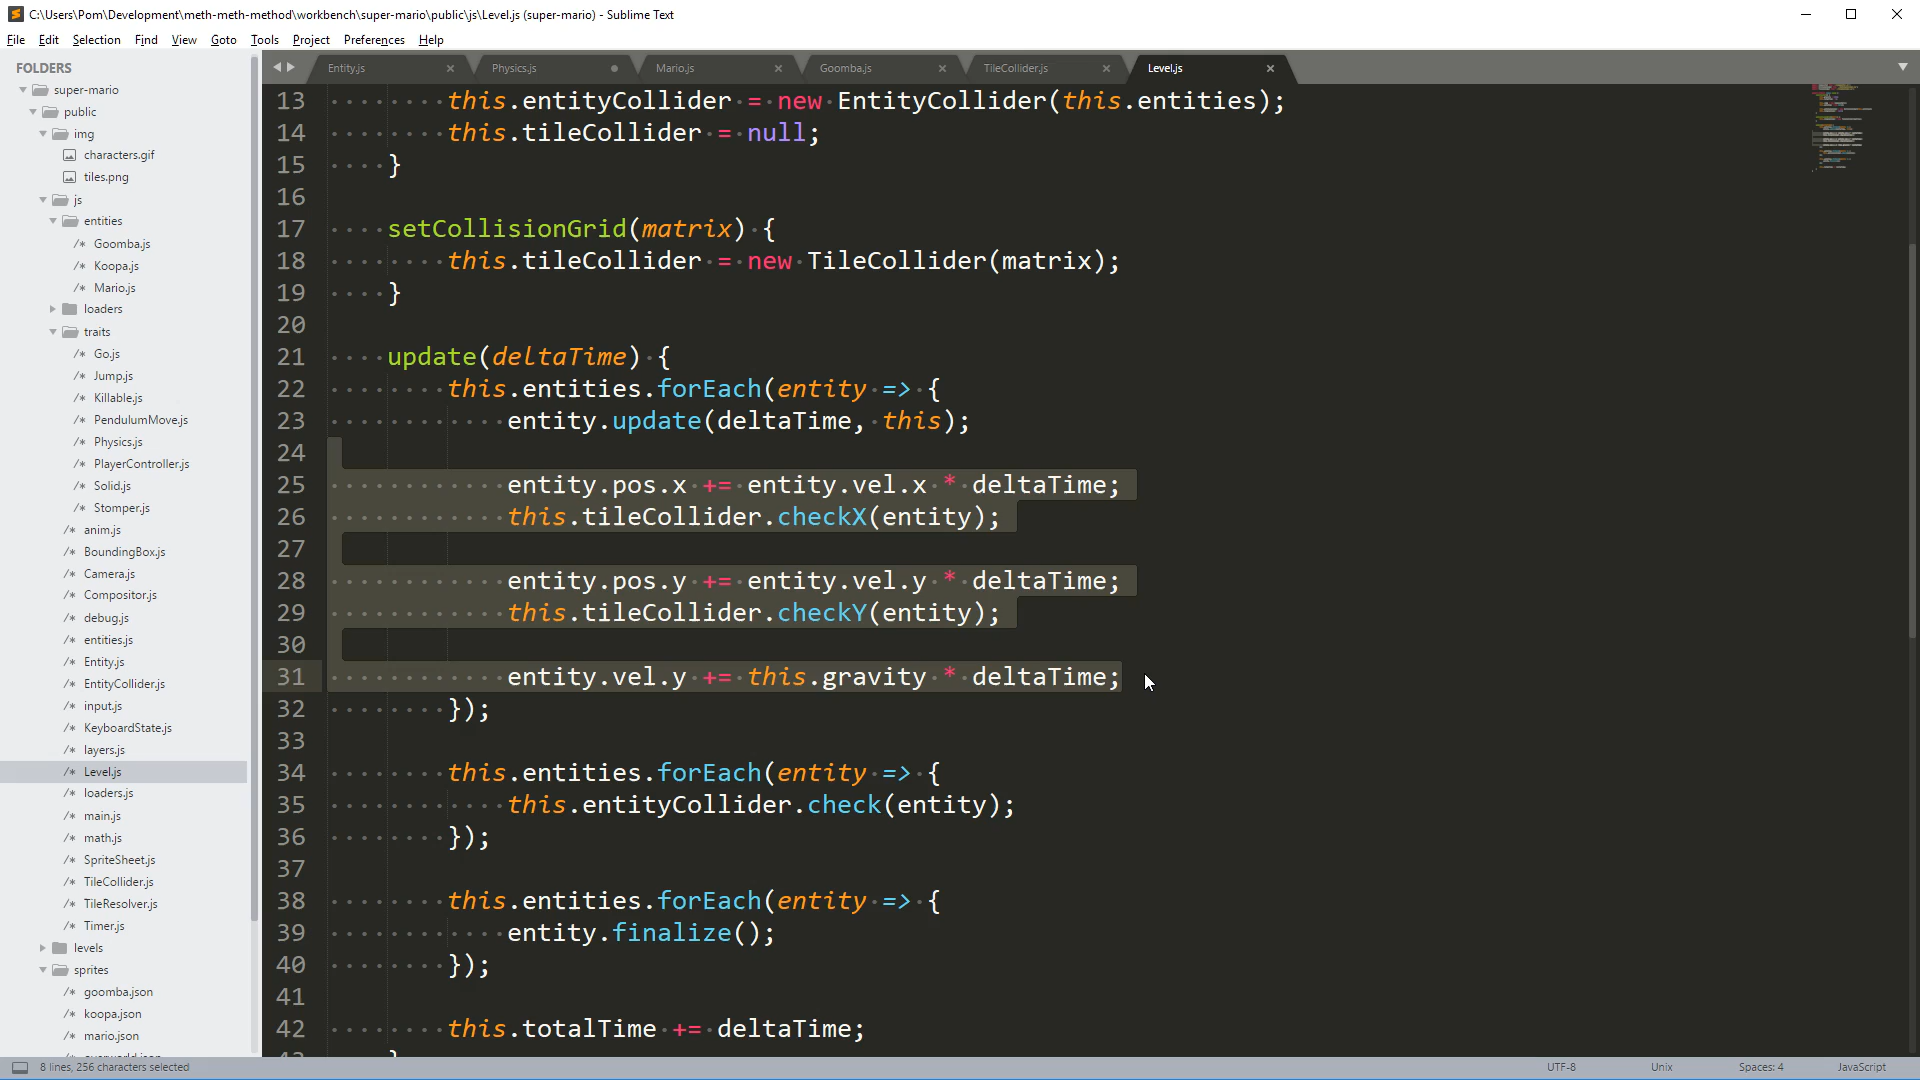 C:\Users\Pom\Development\meth-meth-method\workbench\super-mario\public\js\Level.js (super-mario) - Sublime Text
File Edit Selection Find View Goto Tools Project Preferences Help
FOLDERS
super-mario
public
img
characters.gif
tiles.png
js
entities
/* Goomba.js
/* Koopa.js
/* Mario.js
loaders
traits
/* Go.js
/* Jump.js
/* Killable.js
/* PendulumMove.js
/* Physics.js
/* PlayerController.js
/* Solid.js
/* Stomper.js
/* anim.js
/* BoundingBox.js
/* Camera.js
/* Compositor.js
/* debug.js
/* entities.js
/* Entity.js
/* EntityCollider.js
/* input.js
/* KeyboardState.js
/* layers.js
/* Level.js
/* loaders.js
/* main.js
/* math.js
/* SpriteSheet.js
/* TileCollider.js
/* TileResolver.js
/* Timer.js
levels
sprites
/* goomba.json
/* koopa.json
/* mario.json
Entity.js Physics.js Mario.js Goomba.js TileCollider.js Level.js
13 this.entityCollider = new EntityCollider(this.entities);
14 this.tileCollider = null;
15 }
16
17 setCollisionGrid(matrix) {
18 this.tileCollider = new TileCollider(matrix);
19 }
20
21 update(deltaTime) {
22 this.entities.forEach(entity => {
23 entity.update(deltaTime, this);
24
25 entity.pos.x += entity.vel.x * deltaTime;
26 this.tileCollider.checkX(entity);
27
28 entity.pos.y += entity.vel.y * deltaTime;
29 this.tileCollider.checkY(entity);
30
31 entity.vel.y += this.gravity * deltaTime;
32 });
33
34 this.entities.forEach(entity => {
35 this.entityCollider.check(entity);
36 });
37
38 this.entities.forEach(entity => {
39 entity.finalize();
40 });
41
42 this.totalTime += deltaTime;
8 lines, 256 characters selected
UTF-8 Unix Spaces: 4 JavaScript